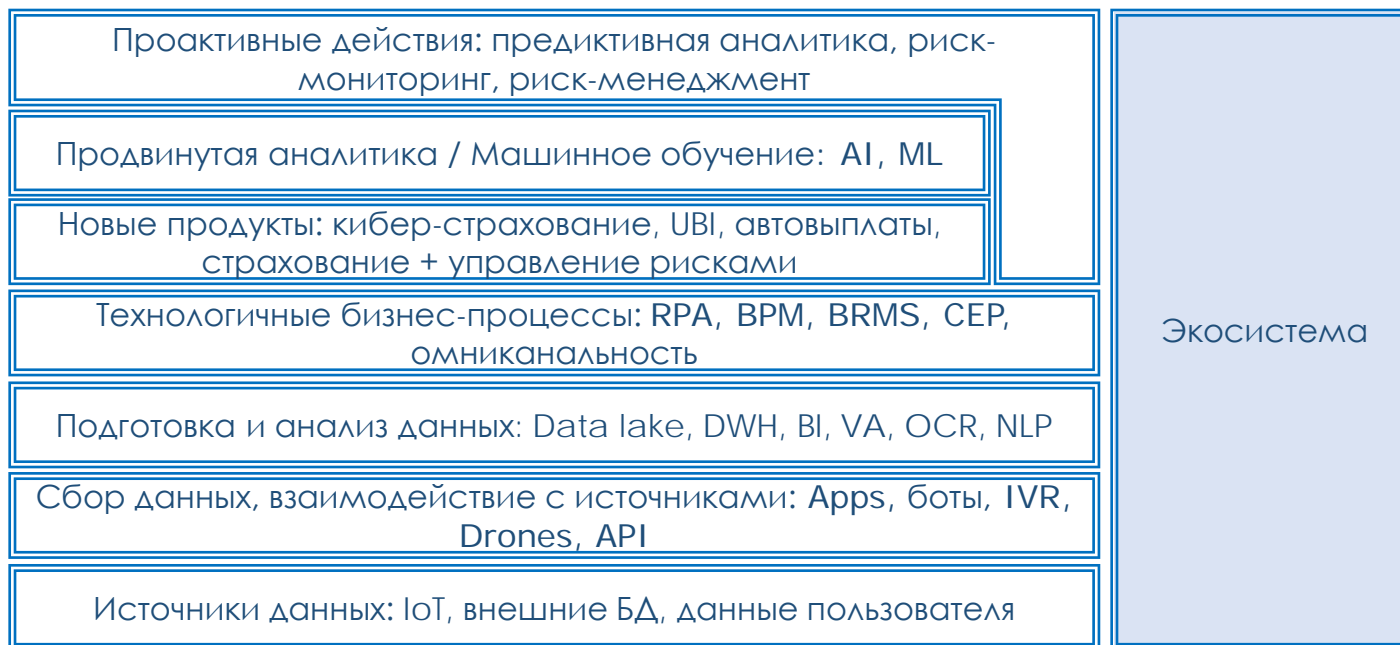 Проактивные действия: предиктивная аналитика, риск-
мониторинг, риск-менеджмент
Продвинутая аналитика / Машинное обучение: AI, ML
Новые продукты: кибер-страхование, UBI, автовыплаты,
страхование + управление рисками
Технологичные бизнес-процессы: RPA, BPM, BRMS, CEP,
омниканальность
Подготовка и анализ данных: Data lake, DWH, BI, VA, OCR, NLP
Сбор данных, взаимодействие с источниками: Apps, боты, IVR,
Drones, API
Источники данных: IoT, внешние БД, данные пользователя
Экосистема